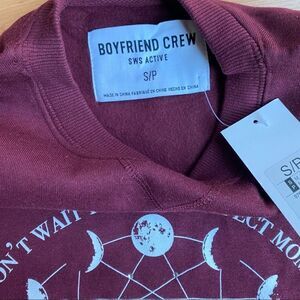 BOYFRIEND CREW
SWS ACTIVE
S/P
MADE IN CHINA FABRIQUÉ EN CHINE HECHO EN CHINA
S/P
ON'T WAIT
ECT MO